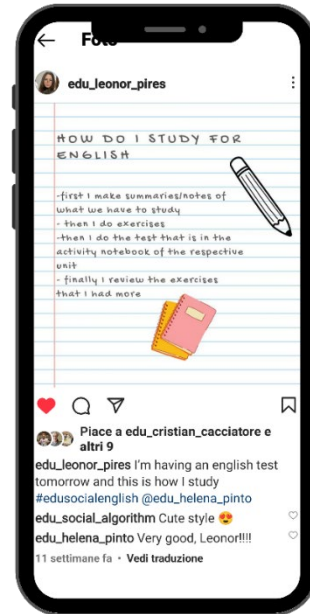 Foto
edu_leonor_pires
HOW DO I STUDY FOR
ENGLISH
-first I make summaries/notes of
what we have to study
- then I do exercises
-then I do the test that is in the
activity notebook of the respective
unit
- finally I review the exercises
that I had more
Piace a edu_cristian_cacciatore e
altri 9
edu_leonor_pires I'm having an english test
tomorrow and this is how I study
#edusocialenglish @edu_helena_pinto
edu_social_algorithm Cute style 😍
edu_helena_pinto Very good, Leonor!!!!
11 settimane fa • Vedi traduzione